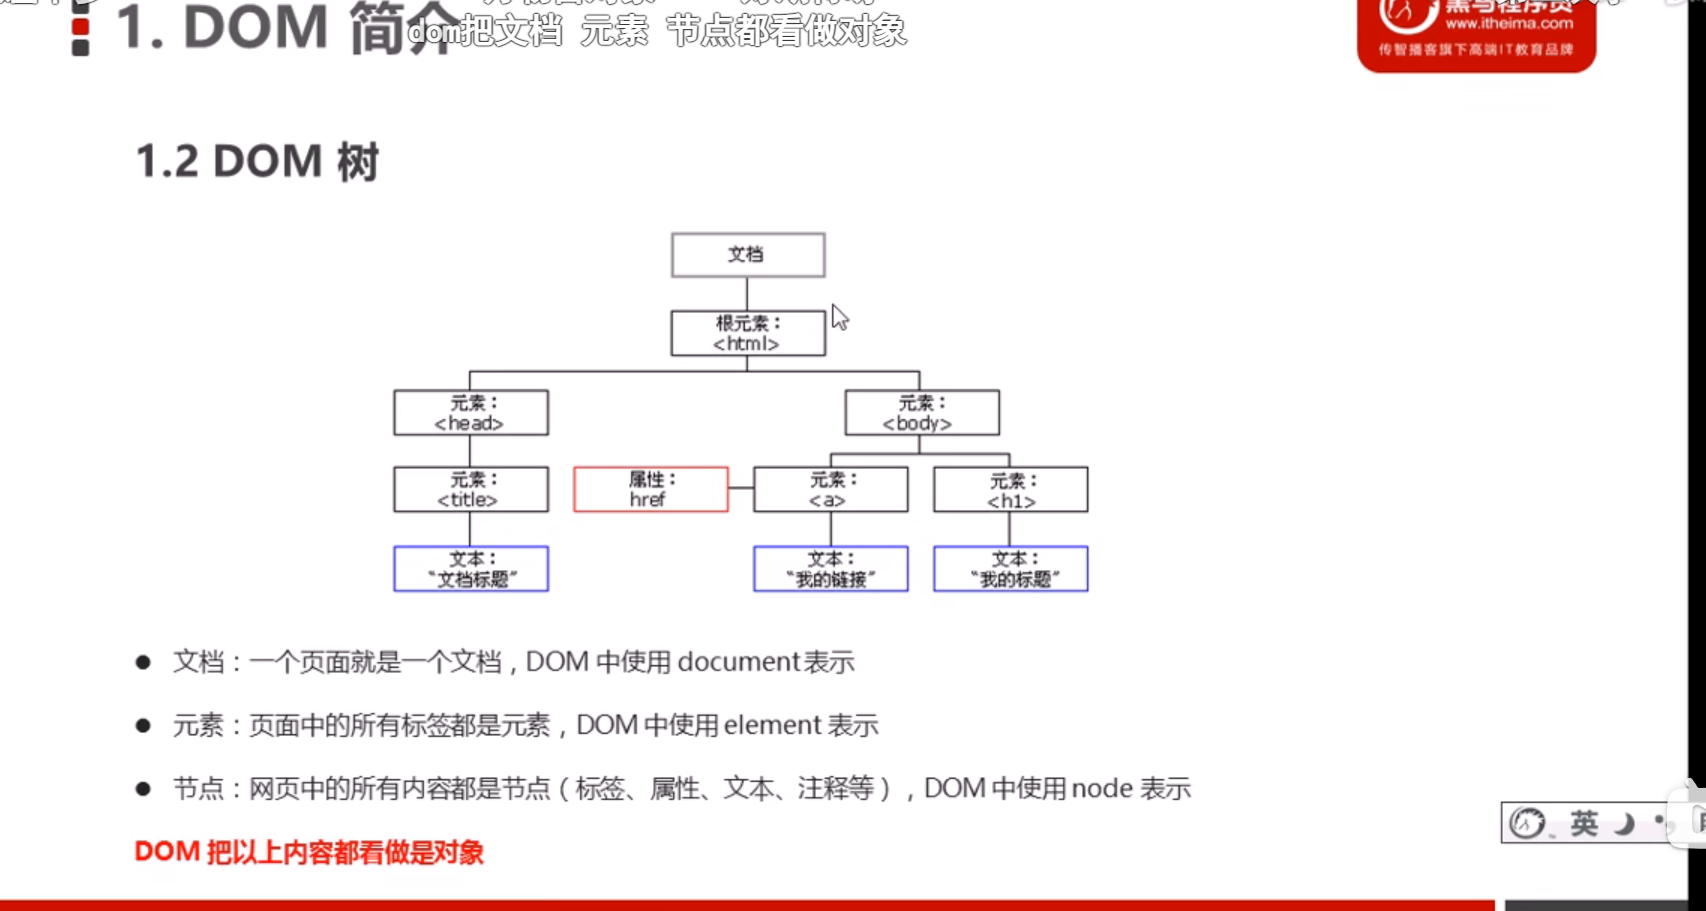 1. DOM 简介
dom把文档 元素 节点都看做对象
www.itheima.com
传智播客旗下高端IT教育品牌
1.2 DOM 树
文档
根元素：
<html>
元素：
<head>
元素：
<body>
元素：
<title>
属性：
href
元素：
<a>
元素：
<h1>
文本：
“文档标题”
文本：
“我的链接”
文本：
“我的标题”
● 文档：一个页面就是一个文档，DOM 中使用 document 表示
● 元素：页面中的所有标签都是元素，DOM 中使用 element 表示
● 节点：网页中的所有内容都是节点（标签、属性、文本、注释等），DOM 中使用 node 表示
DOM 把以上内容都看做是对象
英